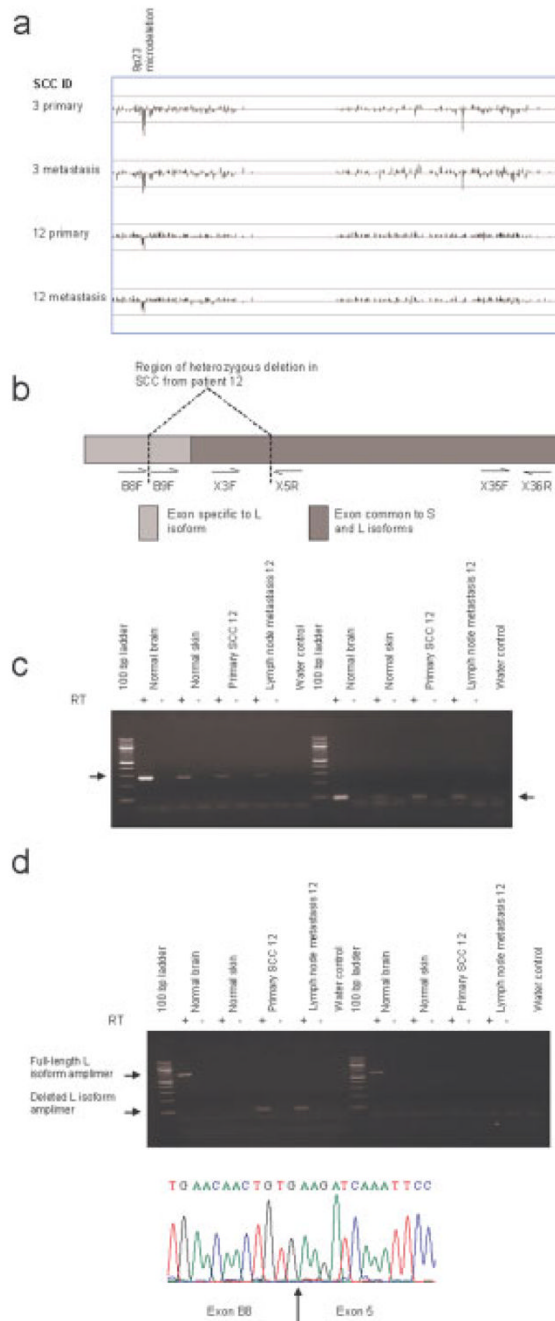 a
8p23
microdeletion
SCC ID
3 primary
3 metastasis
12 primary
12 metastasis
b
Region of heterozygous deletion in
SCC from patient 12
B8F
B9F
X3F
X5R
X35F
X36R
Exon specific to L
isoform
Exon common to S
and L isoforms
c
100 bp ladder
Normal brain
Normal skin
Primary SCC 12
Lymph node metastasis 12
Water control
100 bp ladder
Normal brain
Normal skin
Primary SCC 12
Lymph node metastasis 12
Water control
RT + - + - + - + - + - + - + - + -
d
100 bp ladder
Normal brain
Normal skin
Primary SCC 12
Lymph node metastasis 12
Water control
100 bp ladder
Normal brain
Normal skin
Primary SCC 12
Lymph node metastasis 12
Water control
RT + - + - + - + - + - + - + - + -
Full-length L
isoform amplimer
Deleted L isoform
amplimer
TGAACAACTGTGAAGATCAAATTCC
Exon B8
Exon 5